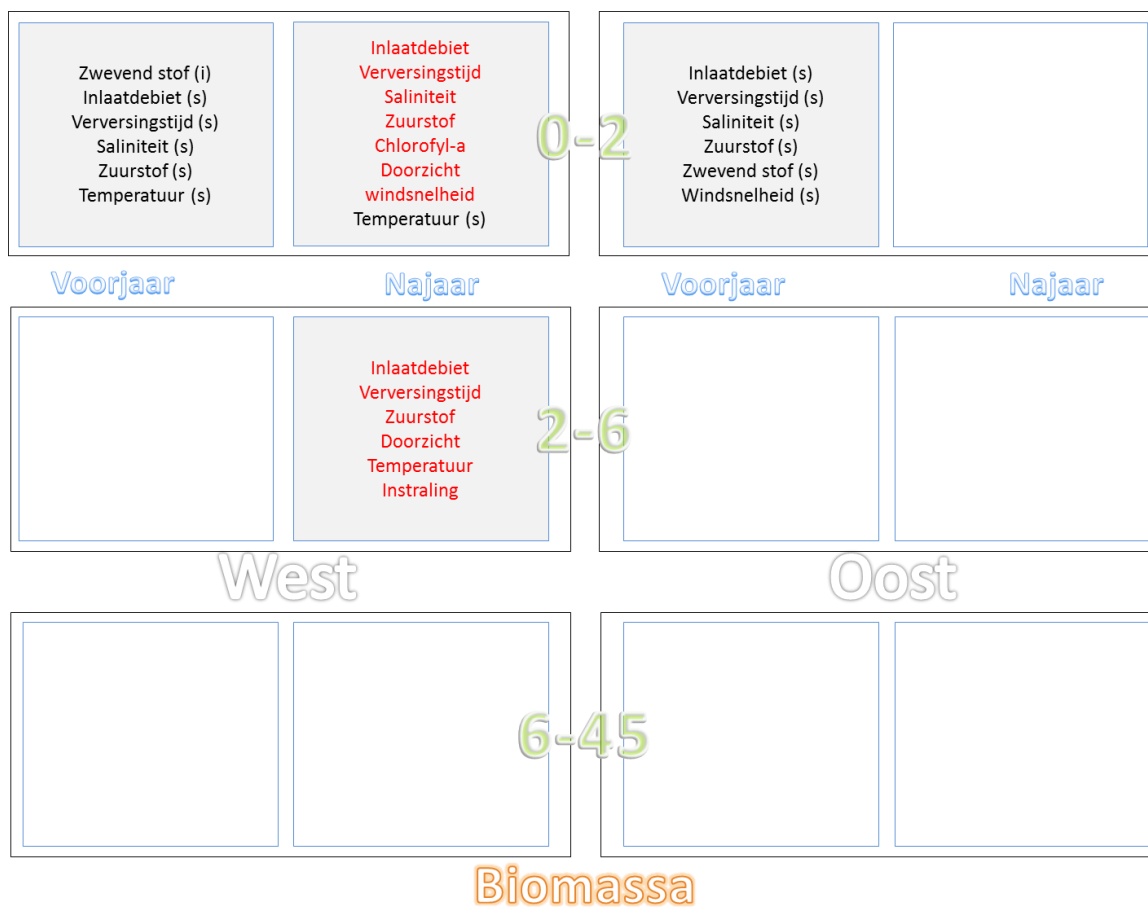 Zwevend stof (i)
Inlaatdebiet (s)
Verversingstijd (s)
Saliniteit (s)
Zuurstof (s)
Temperatuur (s)
Inlaatdebiet
Verversingstijd
Saliniteit
Zuurstof
Chlorofyl-a
Doorzicht
windsnelheid
Temperatuur (s)
0-2
Inlaatdebiet (s)
Verversingstijd (s)
Saliniteit (s)
Zuurstof (s)
Zwevend stof (s)
Windsnelheid (s)
Voorjaar
Najaar
Voorjaar
Najaar
Inlaatdebiet
Verversingstijd
Zuurstof
Doorzicht
Temperatuur
Instraling
2-6
West
Oost
6-45
Biomassa